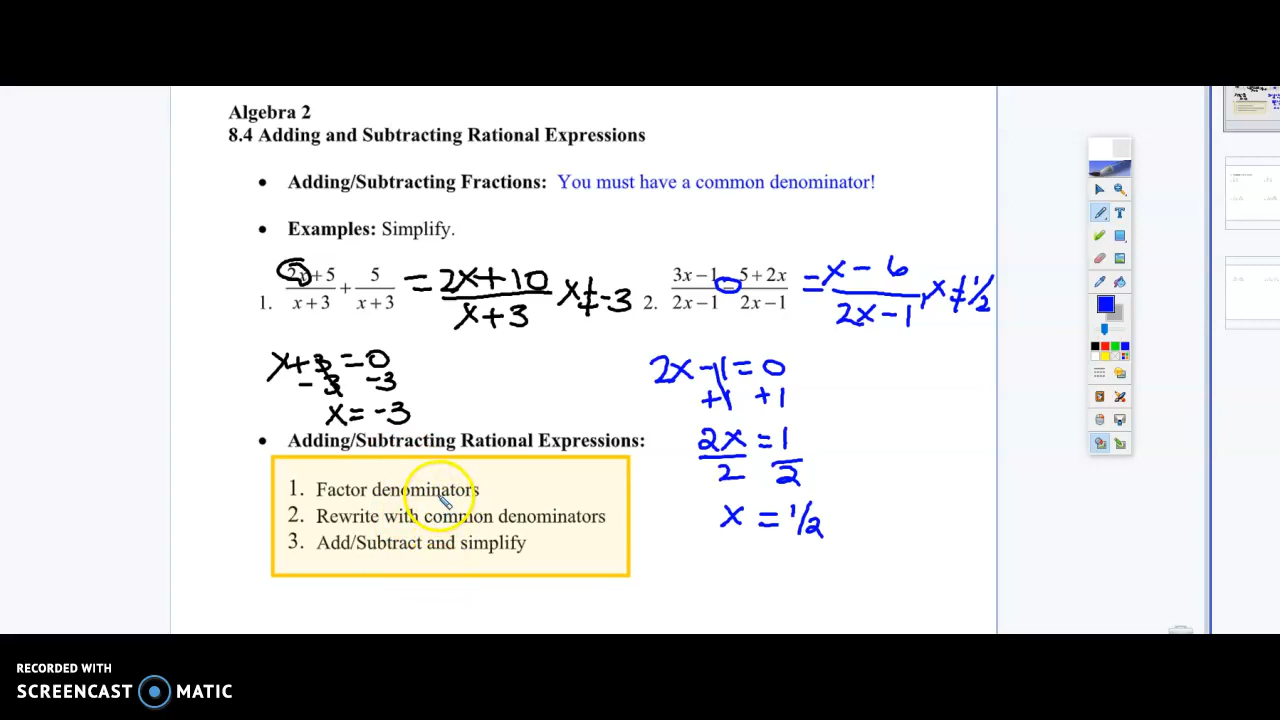 Algebra 2
8.4 Adding and Subtracting Rational Expressions
• Adding/Subtracting Fractions: You must have a common denominator!
• Examples: Simplify.
1. (2x+5)/(x+3) + 5/(x+3) = (2x+10)/(x+3) x≠-3
2. (3x−1)/(2x−1) − (5+2x)/(2x−1) = (x−6)/(2x−1), x≠1/2
x+3=0
-3 -3
x=-3
2x-1=0
+1 +1
2x=1
2 2
x=1/2
• Adding/Subtracting Rational Expressions:
1. Factor denominators
2. Rewrite with common denominators
3. Add/Subtract and simplify
RECORDED WITH
SCREENCAST MATIC